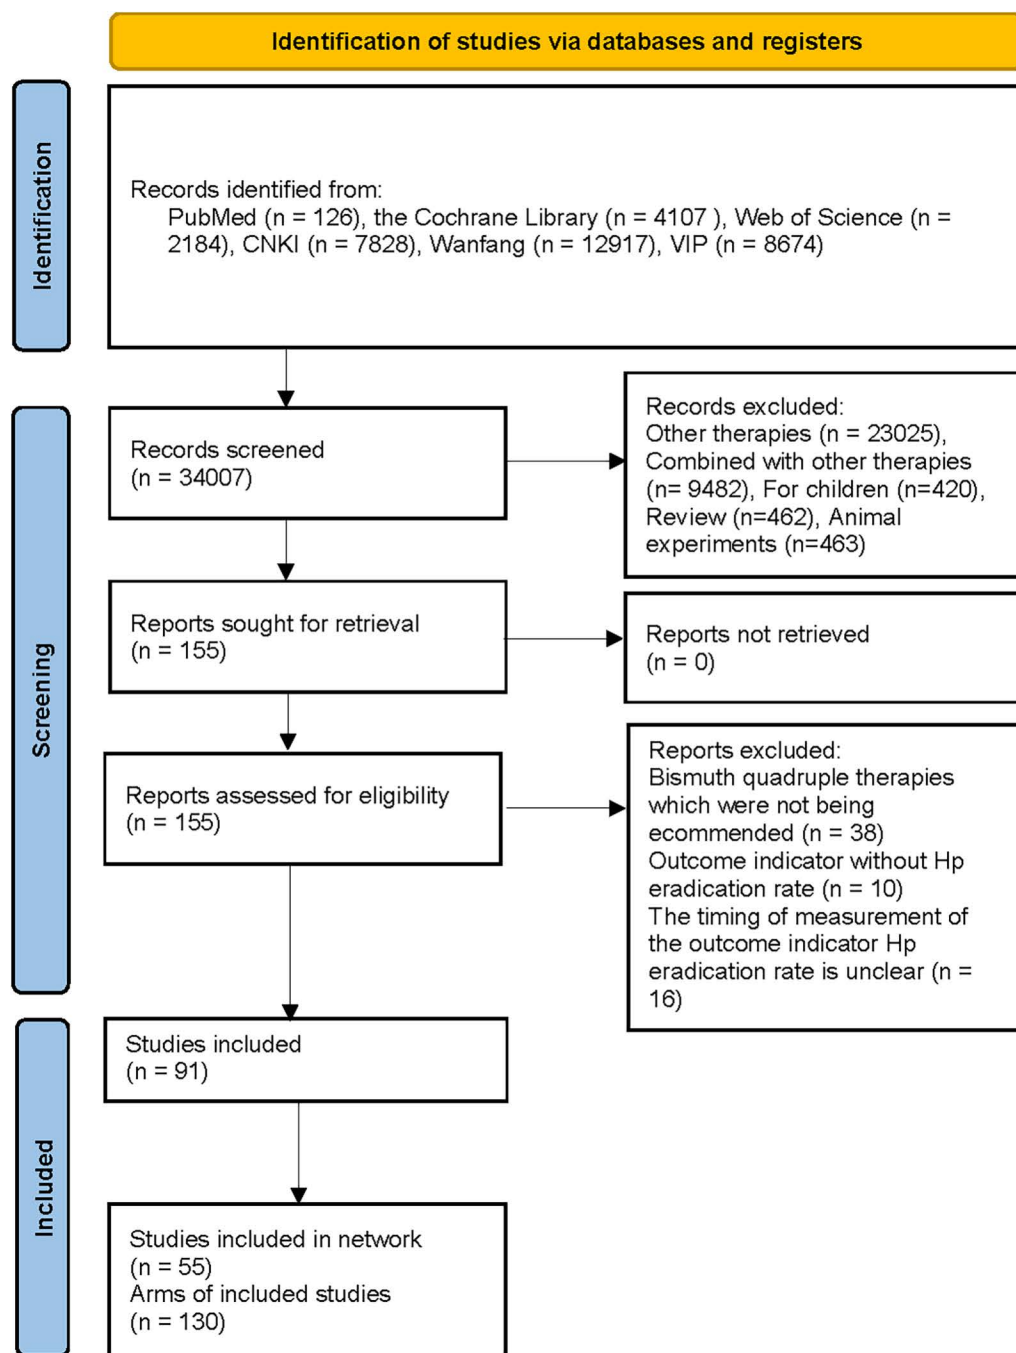 Identification of studies via databases and registers
Identification
Records identified from:
PubMed (n = 126), the Cochrane Library (n = 4107 ), Web of Science (n =
2184), CNKI (n = 7828), Wanfang (n = 12917), VIP (n = 8674)
Screening
Records screened
(n = 34007)
Records excluded:
Other therapies (n = 23025),
Combined with other therapies
(n= 9482), For children (n=420),
Review (n=462), Animal
experiments (n=463)
Reports sought for retrieval
(n = 155)
Reports not retrieved
(n = 0)
Reports assessed for eligibility
(n = 155)
Reports excluded:
Bismuth quadruple therapies
which were not being
ecommended (n = 38)
Outcome indicator without Hp
eradication rate (n = 10)
The timing of measurement of
the outcome indicator Hp
eradication rate is unclear (n =
16)
Included
Studies included
(n = 91)
Studies included in network
(n = 55)
Arms of included studies
(n = 130)